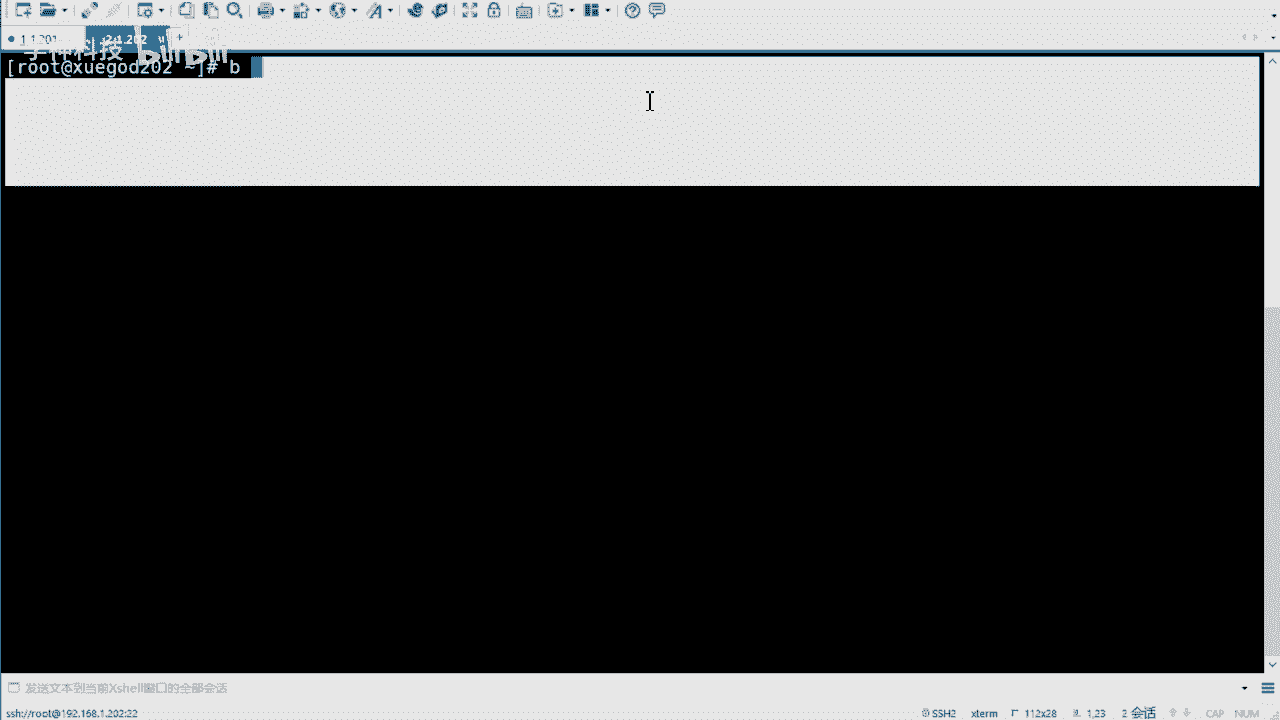 1 1.201
2 1.202
学神科技 bilibili
[root@xuegod202 ~]# b
发送文本到当前Xshell窗口的全部会话
ssh://root@192.168.1.202:22
SSH2 xterm 112x28 1,23 2 会话 CAP NUM